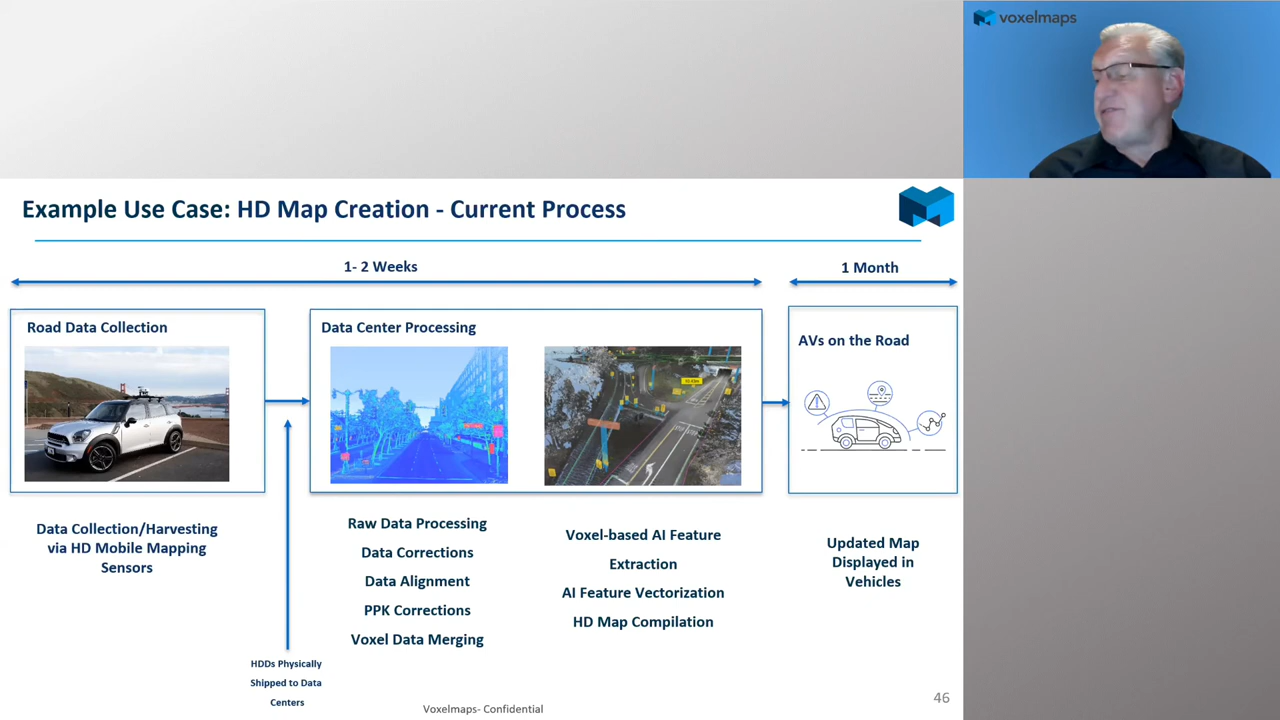 voxelmaps
Example Use Case: HD Map Creation - Current Process
1- 2 Weeks
1 Month
Road Data Collection
Data Center Processing
AVs on the Road
Data Collection/Harvesting
via HD Mobile Mapping
Sensors
Raw Data Processing
Data Corrections
Data Alignment
PPK Corrections
Voxel Data Merging
Voxel-based AI Feature
Extraction
AI Feature Vectorization
HD Map Compilation
Updated Map
Displayed in
Vehicles
HDDs Physically
Shipped to Data
Centers
Voxelmaps- Confidential
46